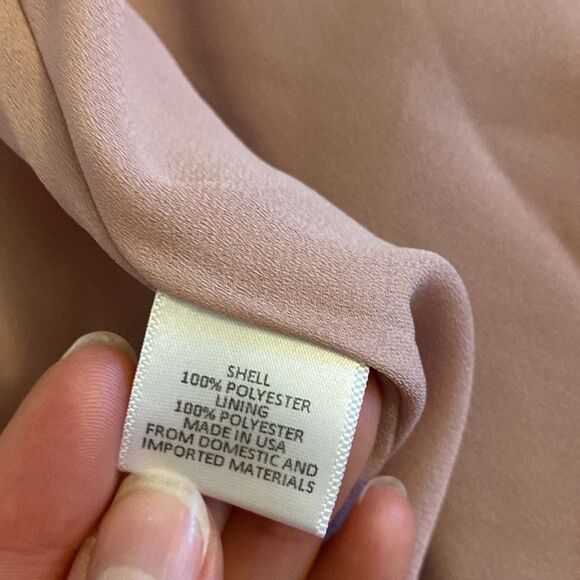 SHELL
100% POLYESTER
LINING
100% POLYESTER
MADE IN USA
FROM DOMESTIC AND
IMPORTED MATERIALS